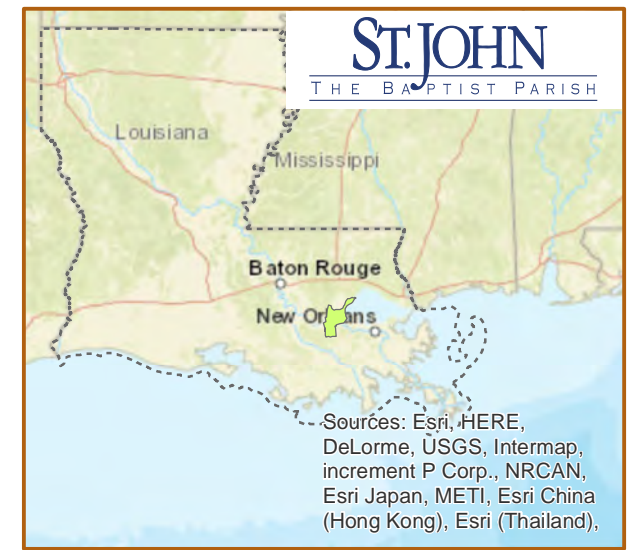 ST. JOHN
THE BAPTIST PARISH
Louisiana
Mississippi
Baton Rouge
New Orleans
Sources: Esri, HERE,
DeLorme, USGS, Intermap,
increment P Corp., NRCAN,
Esri Japan, METI, Esri China
(Hong Kong), Esri (Thailand),